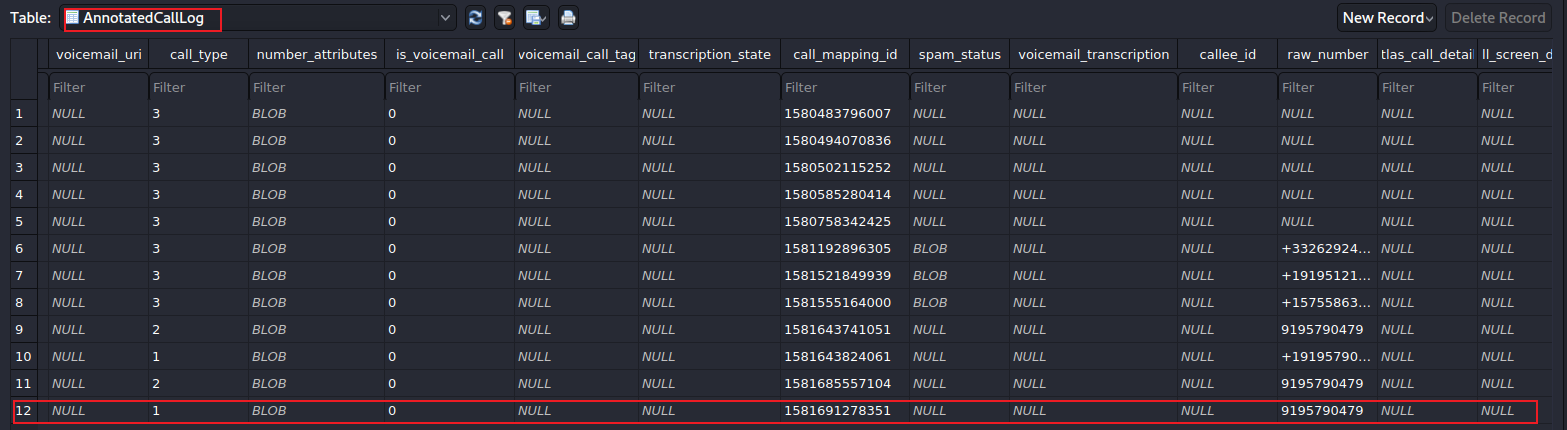 Table: AnnotatedCallLog New Record Delete Record
voicemail_uri call_type number_attributes is_voicemail_call voicemail_call_tag transcription_state call_mapping_id spam_status voicemail_transcription callee_id raw_number tlas_call_detail ll_screen_d
Filter Filter Filter Filter Filter Filter Filter Filter Filter Filter Filter Filter Filter
1 NULL 3 BLOB 0 NULL NULL 1580483796007 NULL NULL NULL NULL NULL NULL
2 NULL 3 BLOB 0 NULL NULL 1580494070836 NULL NULL NULL NULL NULL NULL
3 NULL 3 BLOB 0 NULL NULL 1580502115252 NULL NULL NULL NULL NULL NULL
4 NULL 3 BLOB 0 NULL NULL 1580585280414 NULL NULL NULL NULL NULL NULL
5 NULL 3 BLOB 0 NULL NULL 1580758342425 NULL NULL NULL NULL NULL NULL
6 NULL 3 BLOB 0 NULL NULL 1581192896305 BLOB NULL NULL +33262924... NULL NULL
7 NULL 3 BLOB 0 NULL NULL 1581521849939 BLOB NULL NULL +19195121... NULL NULL
8 NULL 3 BLOB 0 NULL NULL 1581555164000 BLOB NULL NULL +15755863... NULL NULL
9 NULL 2 BLOB 0 NULL NULL 1581643741051 NULL NULL NULL 9195790479 NULL NULL
10 NULL 1 BLOB 0 NULL NULL 1581643824061 NULL NULL NULL +19195790... NULL NULL
11 NULL 2 BLOB 0 NULL NULL 1581685557104 NULL NULL NULL 9195790479 NULL NULL
12 NULL 1 BLOB 0 NULL NULL 1581691278351 NULL NULL NULL 9195790479 NULL NULL